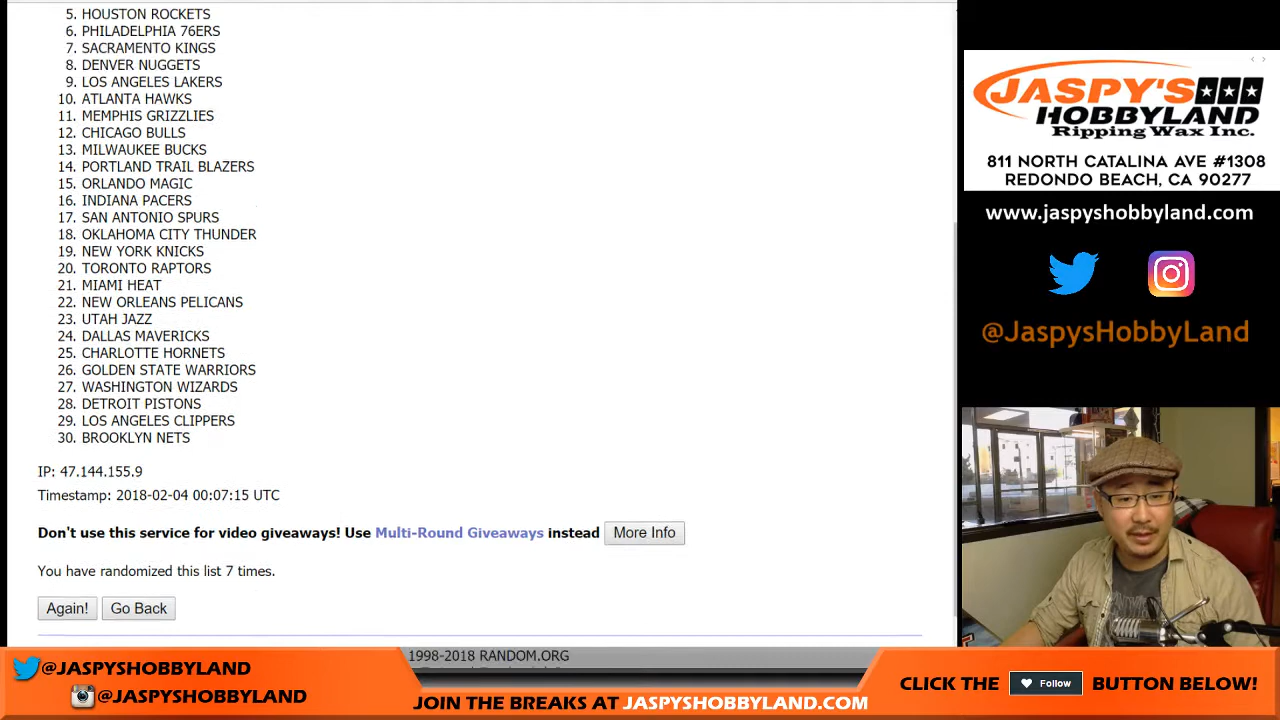 5. HOUSTON ROCKETS
6. PHILADELPHIA 76ERS
7. SACRAMENTO KINGS
8. DENVER NUGGETS
9. LOS ANGELES LAKERS
10. ATLANTA HAWKS
11. MEMPHIS GRIZZLIES
12. CHICAGO BULLS
13. MILWAUKEE BUCKS
14. PORTLAND TRAIL BLAZERS
15. ORLANDO MAGIC
16. INDIANA PACERS
17. SAN ANTONIO SPURS
18. OKLAHOMA CITY THUNDER
19. NEW YORK KNICKS
20. TORONTO RAPTORS
21. MIAMI HEAT
22. NEW ORLEANS PELICANS
23. UTAH JAZZ
24. DALLAS MAVERICKS
25. CHARLOTTE HORNETS
26. GOLDEN STATE WARRIORS
27. WASHINGTON WIZARDS
28. DETROIT PISTONS
29. LOS ANGELES CLIPPERS
30. BROOKLYN NETS
IP: 47.144.155.9
Timestamp: 2018-02-04 00:07:15 UTC
Don't use this service for video giveaways! Use Multi-Round Giveaways instead More Info
You have randomized this list 7 times.
Again! Go Back
1998-2018 RANDOM.ORG
JASPY'S
HOBBYLAND
Ripping Wax Inc.
811 NORTH CATALINA AVE #1308
REDONDO BEACH, CA 90277
www.jaspyshobbyland.com
@JaspysHobbyLand
@JASPYSHOBBYLAND
@JASPYSHOBBYLAND
JOIN THE BREAKS AT JASPYSHOBBYLAND.COM
CLICK THE Follow BUTTON BELOW!